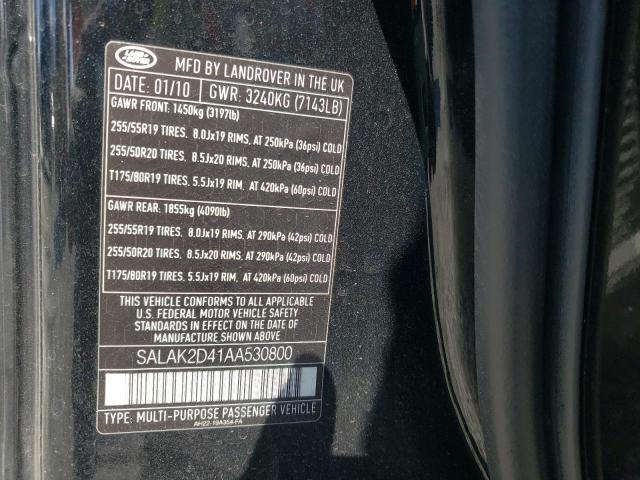 LAND ROVER
MFD BY LANDROVER IN THE UK
DATE: 01/10 GWR: 3240KG (7143LB)
GAWR FRONT: 1450kg (3197lb)
255/55R19 TIRES. 8.0Jx19 RIMS, AT 250kPa (36psi) COLD
255/50R20 TIRES. 8.5Jx20 RIMS, AT 250kPa (36psi) COLD
T175/80R19 TIRES. 5.5Jx19 RIM, AT 420kPa (60psi) COLD
GAWR REAR: 1855kg (4090lb)
255/55R19 TIRES. 8.0Jx19 RIMS, AT 290kPa (42psi) COLD
255/50R20 TIRES. 8.5Jx20 RIMS, AT 290kPa (42psi) COLD
T175/80R19 TIRES. 5.5Jx19 RIM, AT 420kPa (60psi) COLD
THIS VEHICLE CONFORMS TO ALL APPLICABLE
U.S. FEDERAL MOTOR VEHICLE SAFETY
STANDARDS IN EFFECT ON THE DATE OF
MANUFACTURE SHOWN ABOVE
SALAK2D41AA530800
TYPE: MULTI-PURPOSE PASSENGER VEHICLE
AH22-19A354-FA